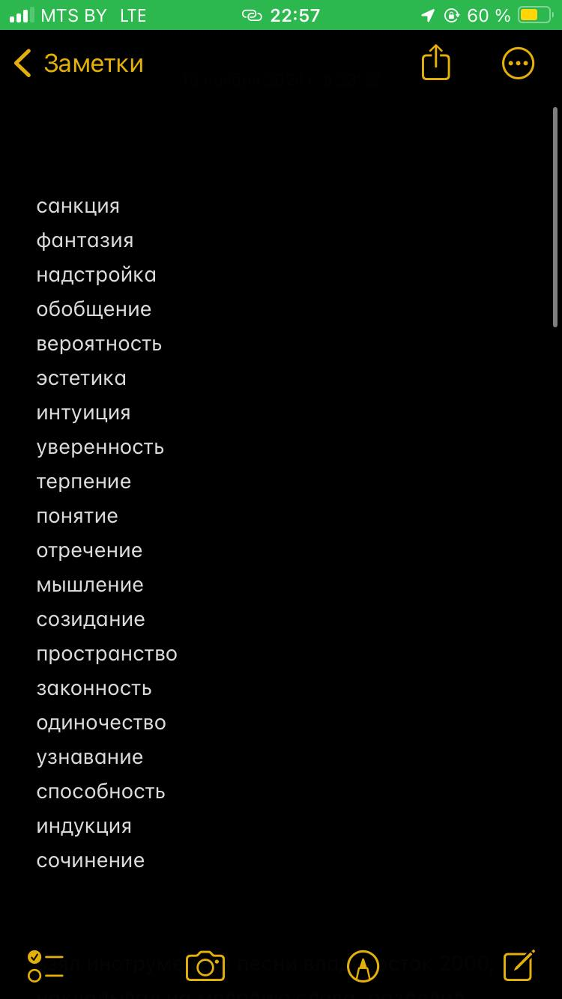 MTS BY LTE 22:57 60 %
Заметки
санкция
фантазия
надстройка
обобщение
вероятность
эстетика
интуиция
уверенность
терпение
понятие
отречение
мышление
созидание
пространство
законность
одиночество
узнавание
способность
индукция
сочинение